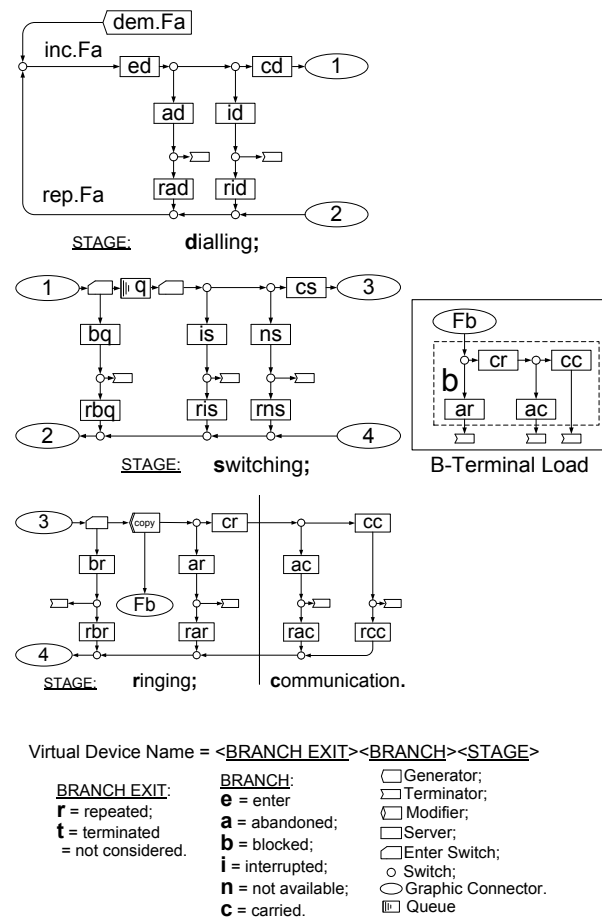 dem.Fa
inc.Fa
ed
cd
1
ad
id
rad
rid
rep.Fa
2
STAGE: dialling;
1
q
cs
3
bq
is
ns
rbq
ris
rns
2
4
STAGE: switching;
Fb
cr
cc
b
ar
ac
B-Terminal Load
3
copy
cr
cc
br
ar
ac
Fb
rbr
rar
rac
rcc
4
STAGE: ringing; communication.
Virtual Device Name = <BRANCH EXIT><BRANCH><STAGE>
BRANCH EXIT:
r = repeated;
t = terminated
= not considered.
BRANCH:
e = enter
a = abandoned;
b = blocked;
i = interrupted;
n = not available;
c = carried.
Generator;
Terminator;
Modifier;
Server;
Enter Switch;
Switch;
Graphic Connector.
Queue